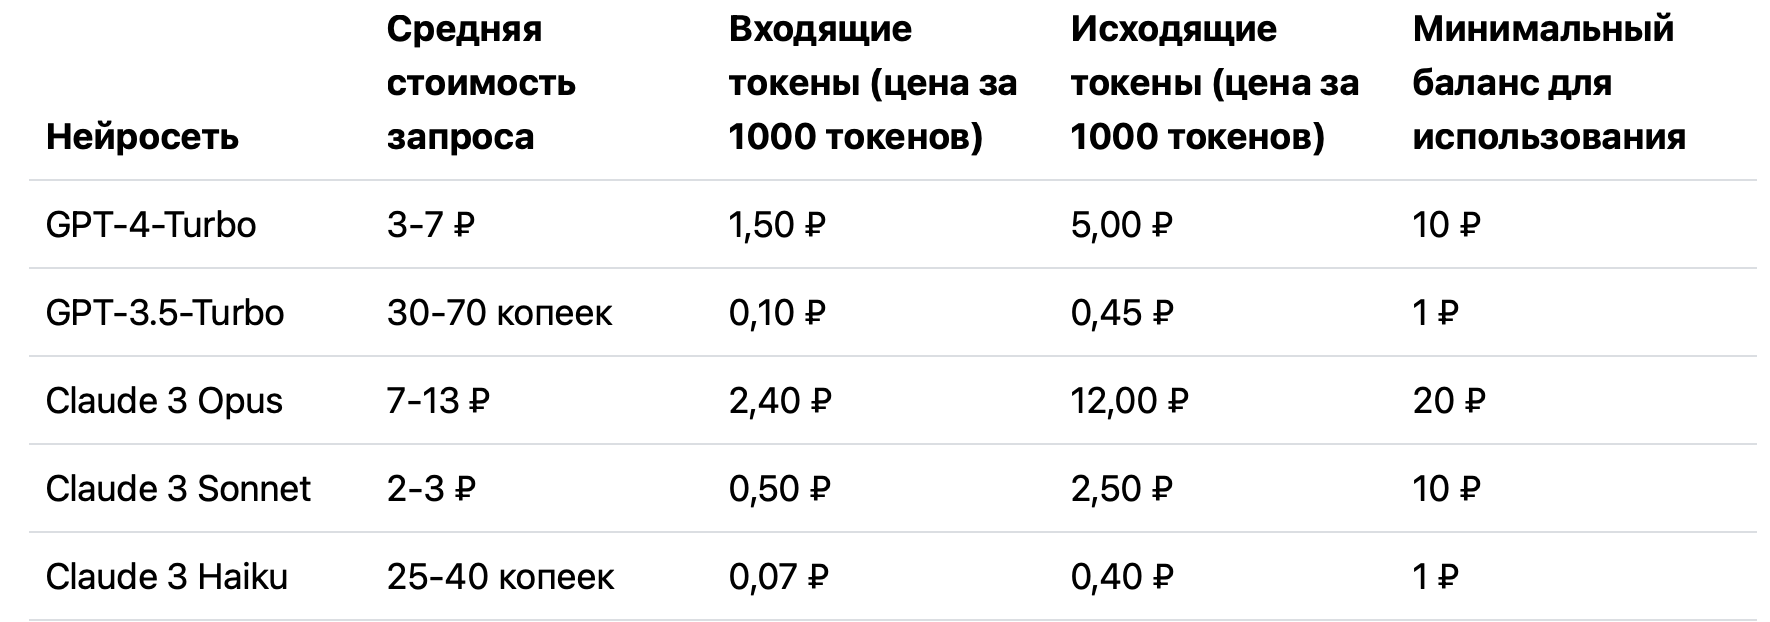 Нейросеть
Средняя
стоимость
запроса
Входящие
токены (цена за
1000 токенов)
Исходящие
токены (цена за
1000 токенов)
Минимальный
баланс для
использования
GPT-4-Turbo 3-7 ₽ 1,50 ₽ 5,00 ₽ 10 ₽
GPT-3.5-Turbo 30-70 копеек 0,10 ₽ 0,45 ₽ 1 ₽
Claude 3 Opus 7-13 ₽ 2,40 ₽ 12,00 ₽ 20 ₽
Claude 3 Sonnet 2-3 ₽ 0,50 ₽ 2,50 ₽ 10 ₽
Claude 3 Haiku 25-40 копеек 0,07 ₽ 0,40 ₽ 1 ₽